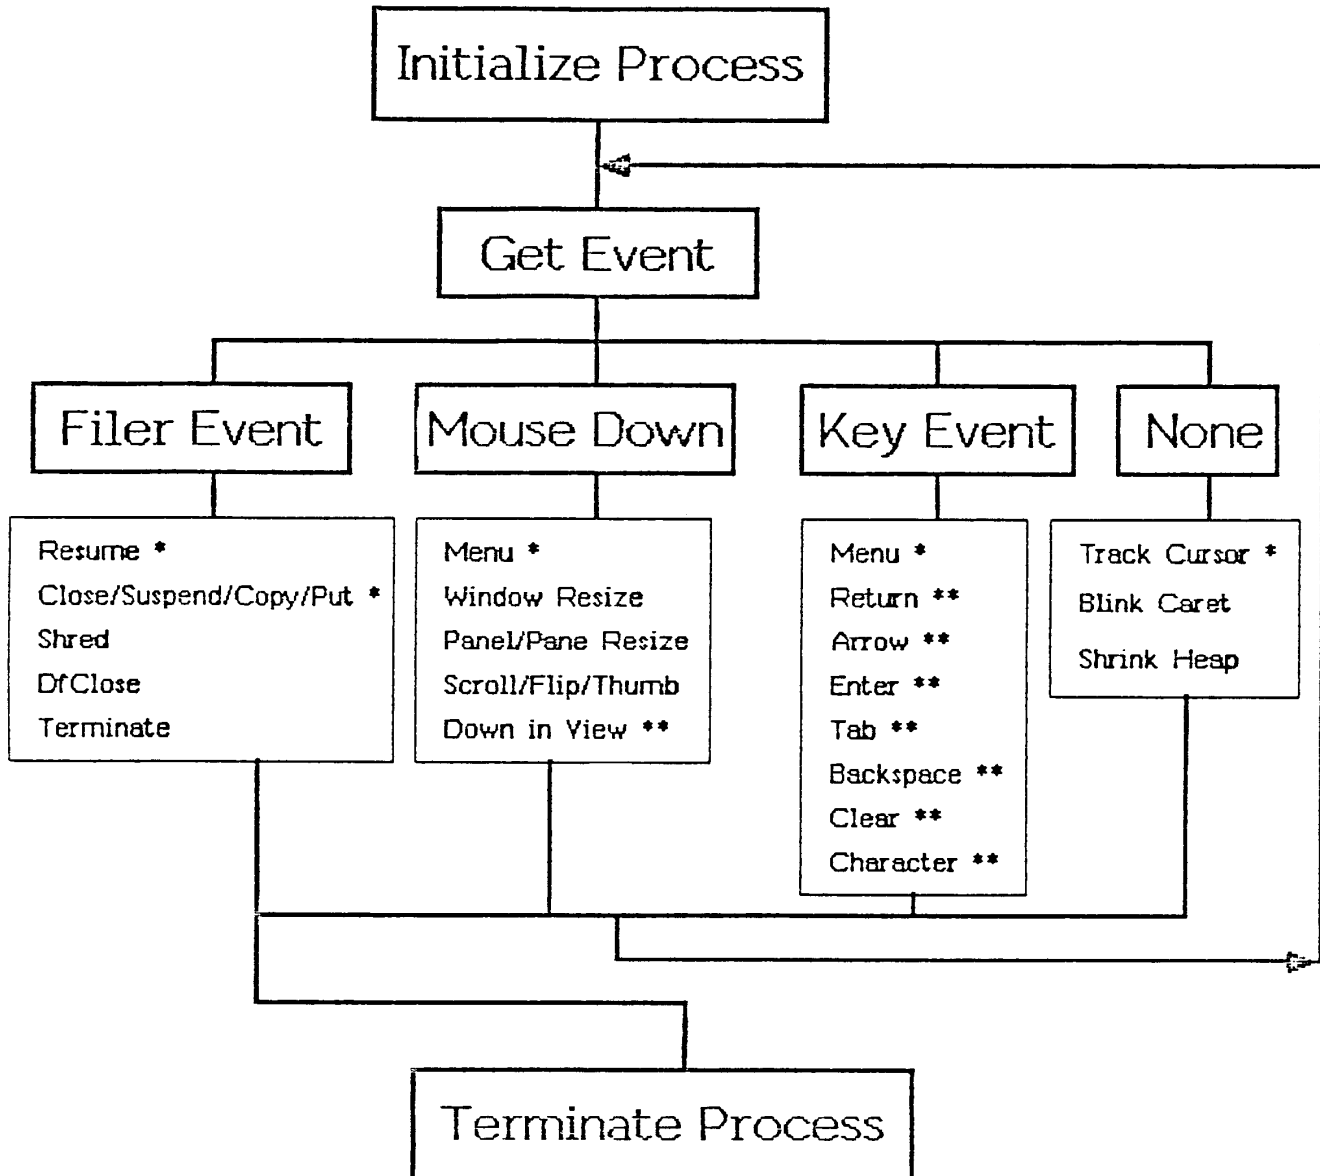 Initialize Process
Get Event
Filer Event
Mouse Down
Key Event
None
Resume *
Close/Suspend/Copy/Put *
Shred
DfClose
Terminate
Menu *
Window Resize
Panel/Pane Resize
Scroll/Flip/Thumb
Down in View **
Menu *
Return **
Arrow **
Enter **
Tab **
Backspace **
Clear **
Character **
Track Cursor *
Blink Caret
Shrink Heap
Terminate Process